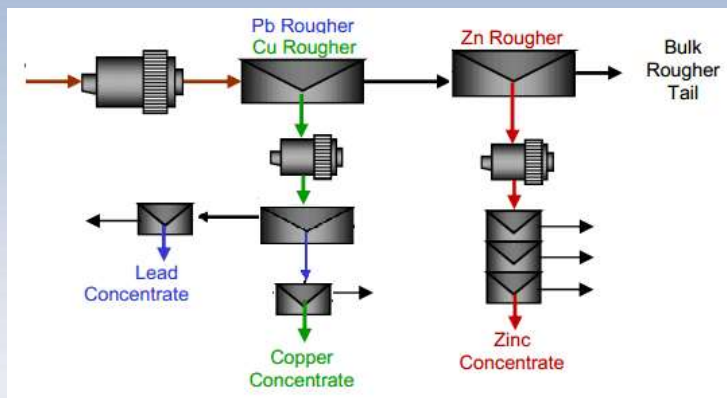 Pb Rougher
Cu Rougher
Zn Rougher
Bulk
Rougher
Tail
Lead
Concentrate
Copper
Concentrate
Zinc
Concentrate